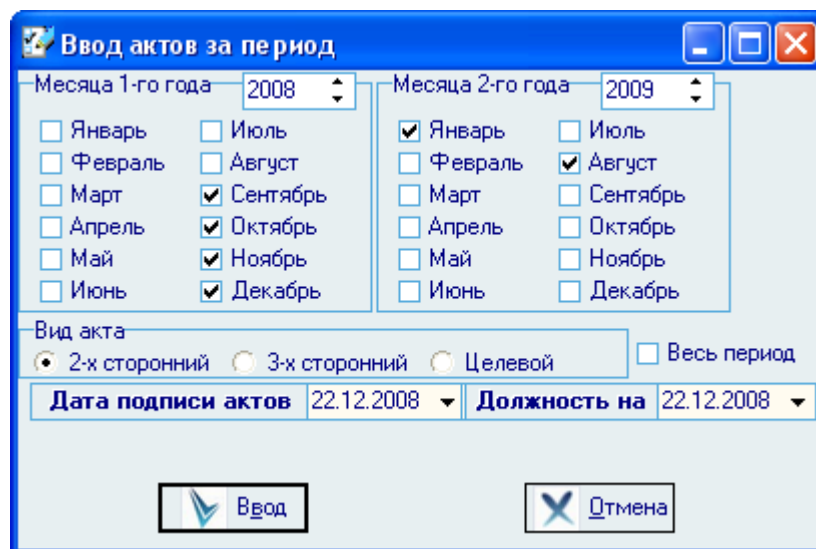 Ввод актов за период
Месяца 1-го года 2008 Месяца 2-го года 2009
Январь Июль Январь Июль
Февраль Август Февраль Август
Март Сентябрь Март Сентябрь
Апрель Октябрь Апрель Октябрь
Май Ноябрь Май Ноябрь
Июнь Декабрь Июнь Декабрь
Вид акта
2-х сторонний 3-х сторонний Целевой Весь период
Дата подписи актов 22.12.2008 Должность на 22.12.2008
Ввод Отмена